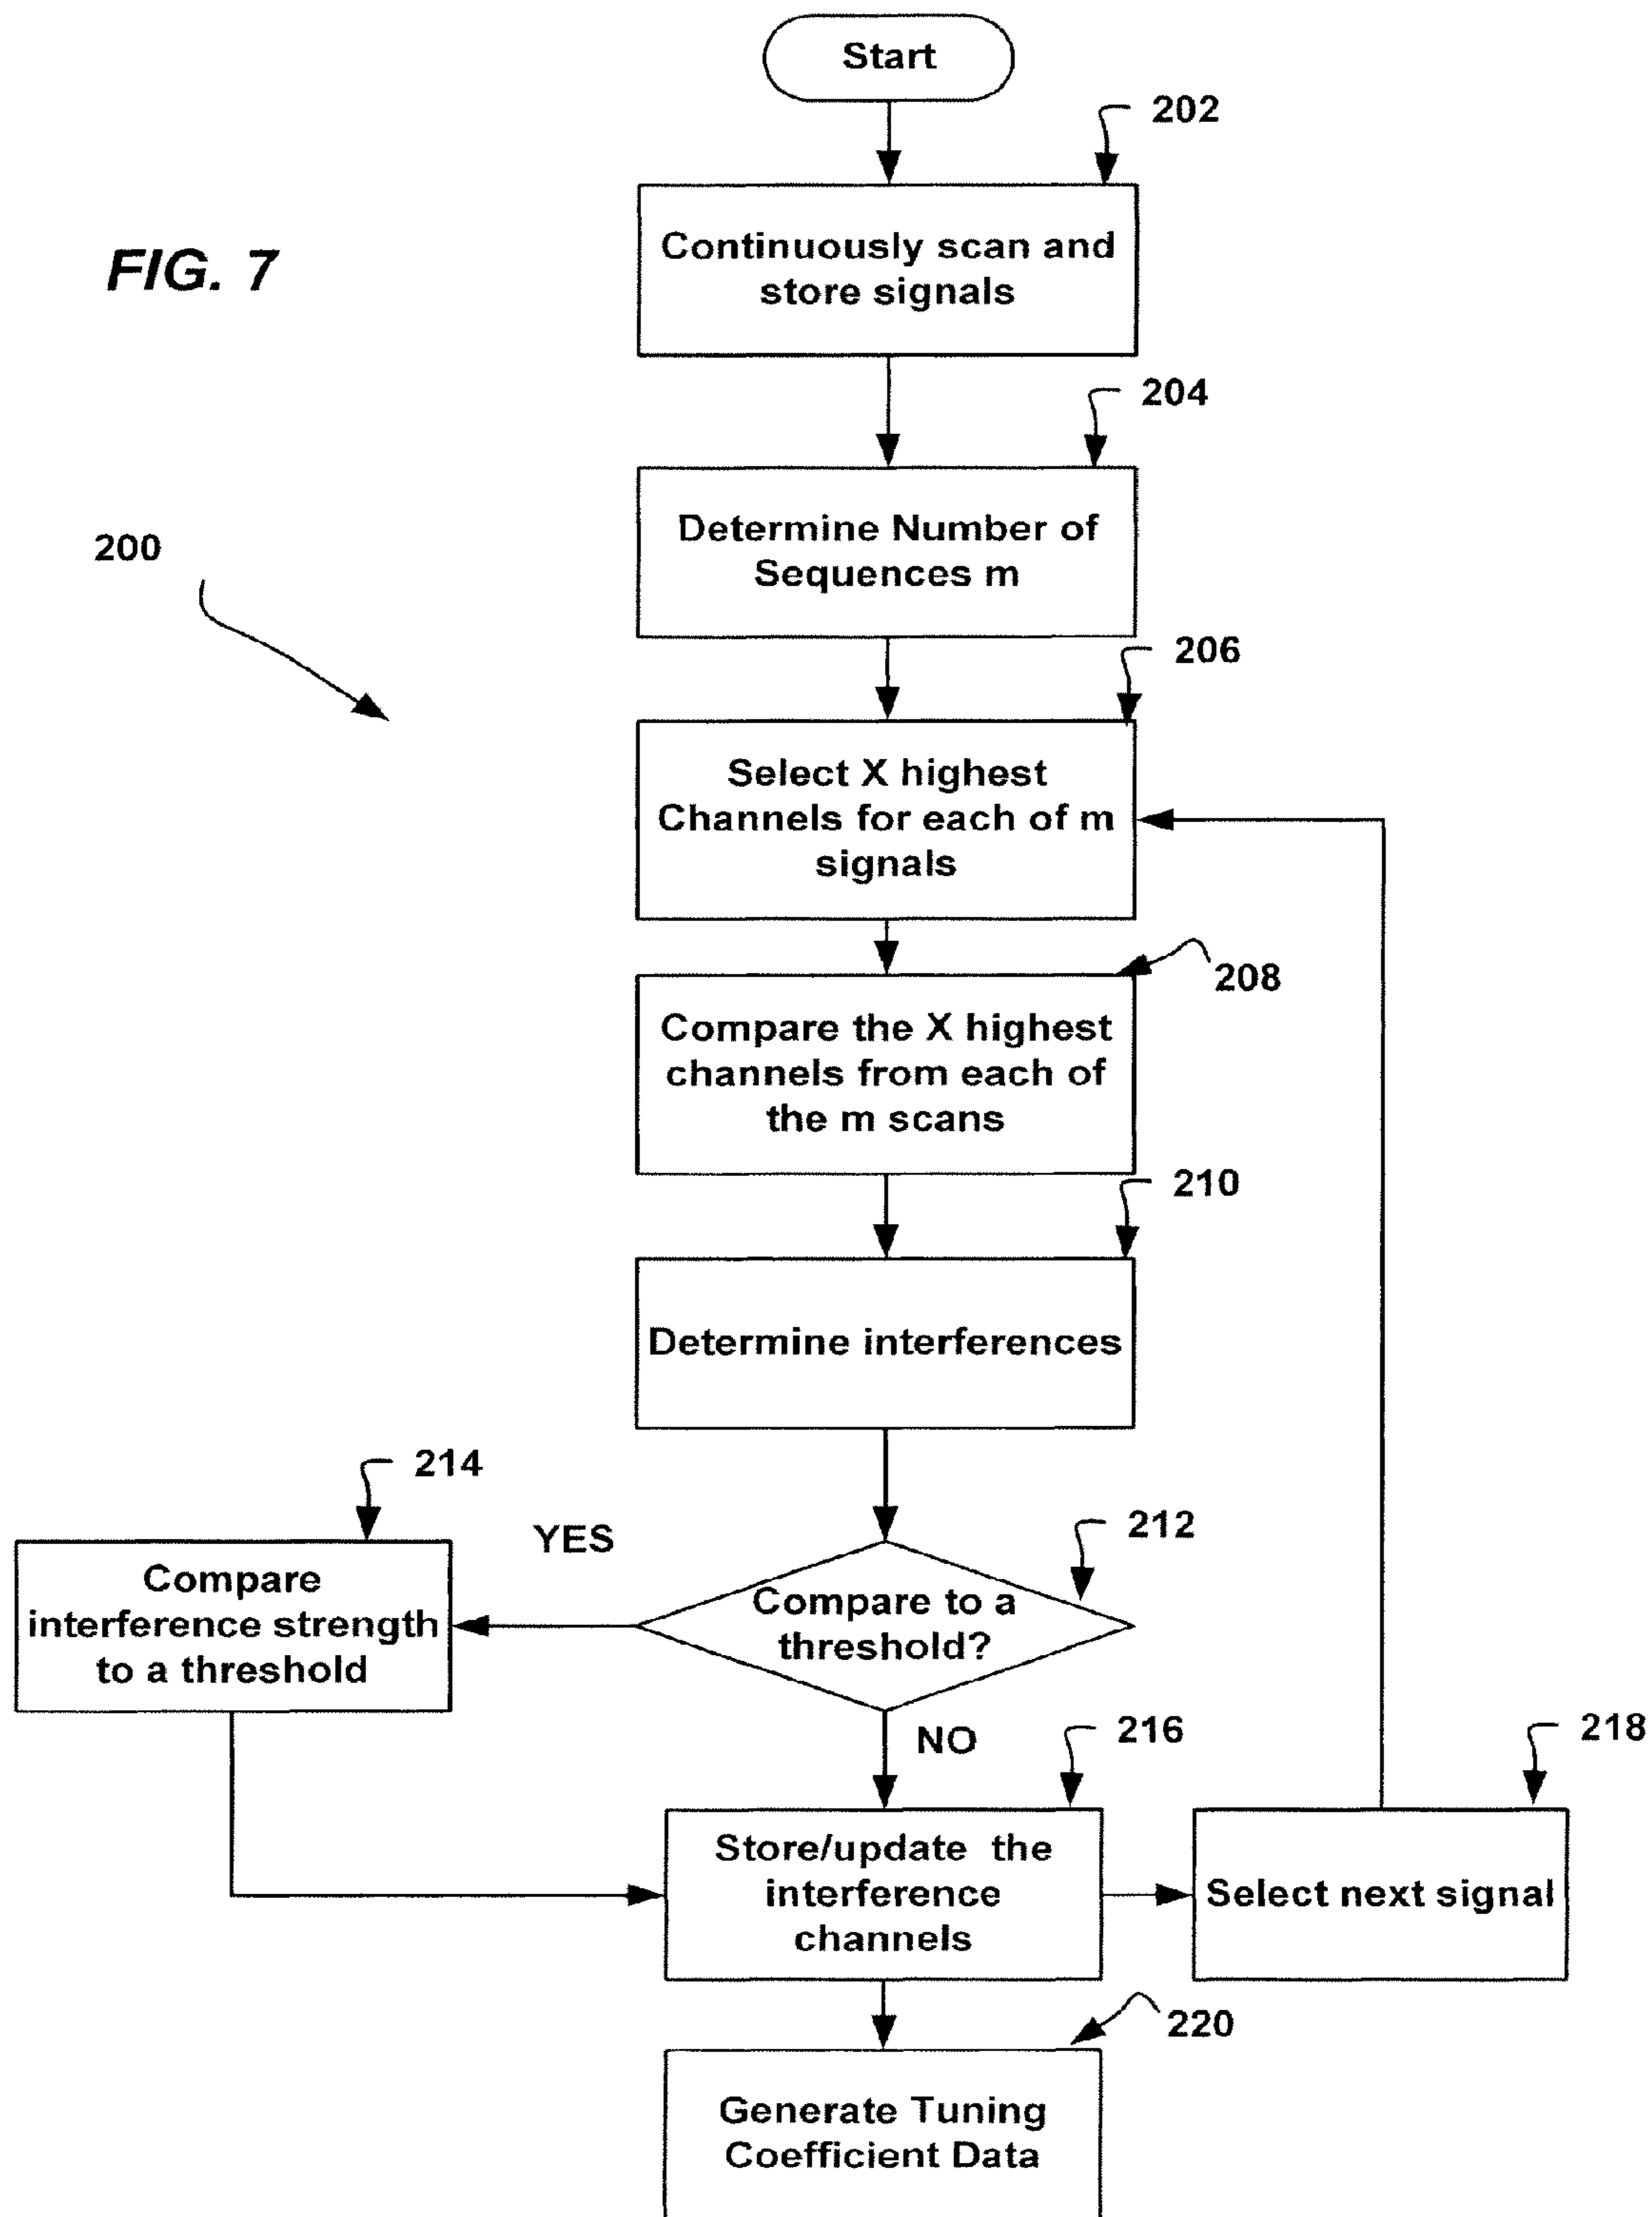 Start
202
Continuously scan and
store signals
FIG. 7
204
Determine Number of
Sequences m
200
206
Select X highest
Channels for each of m
signals
208
Compare the X highest
channels from each of
the m scans
210
Determine interferences
214
YES
212
Compare
interference strength
to a threshold
Compare to a
threshold?
NO
216
218
Store/update the
interference
channels
Select next signal
220
Generate Tuning
Coefficient Data